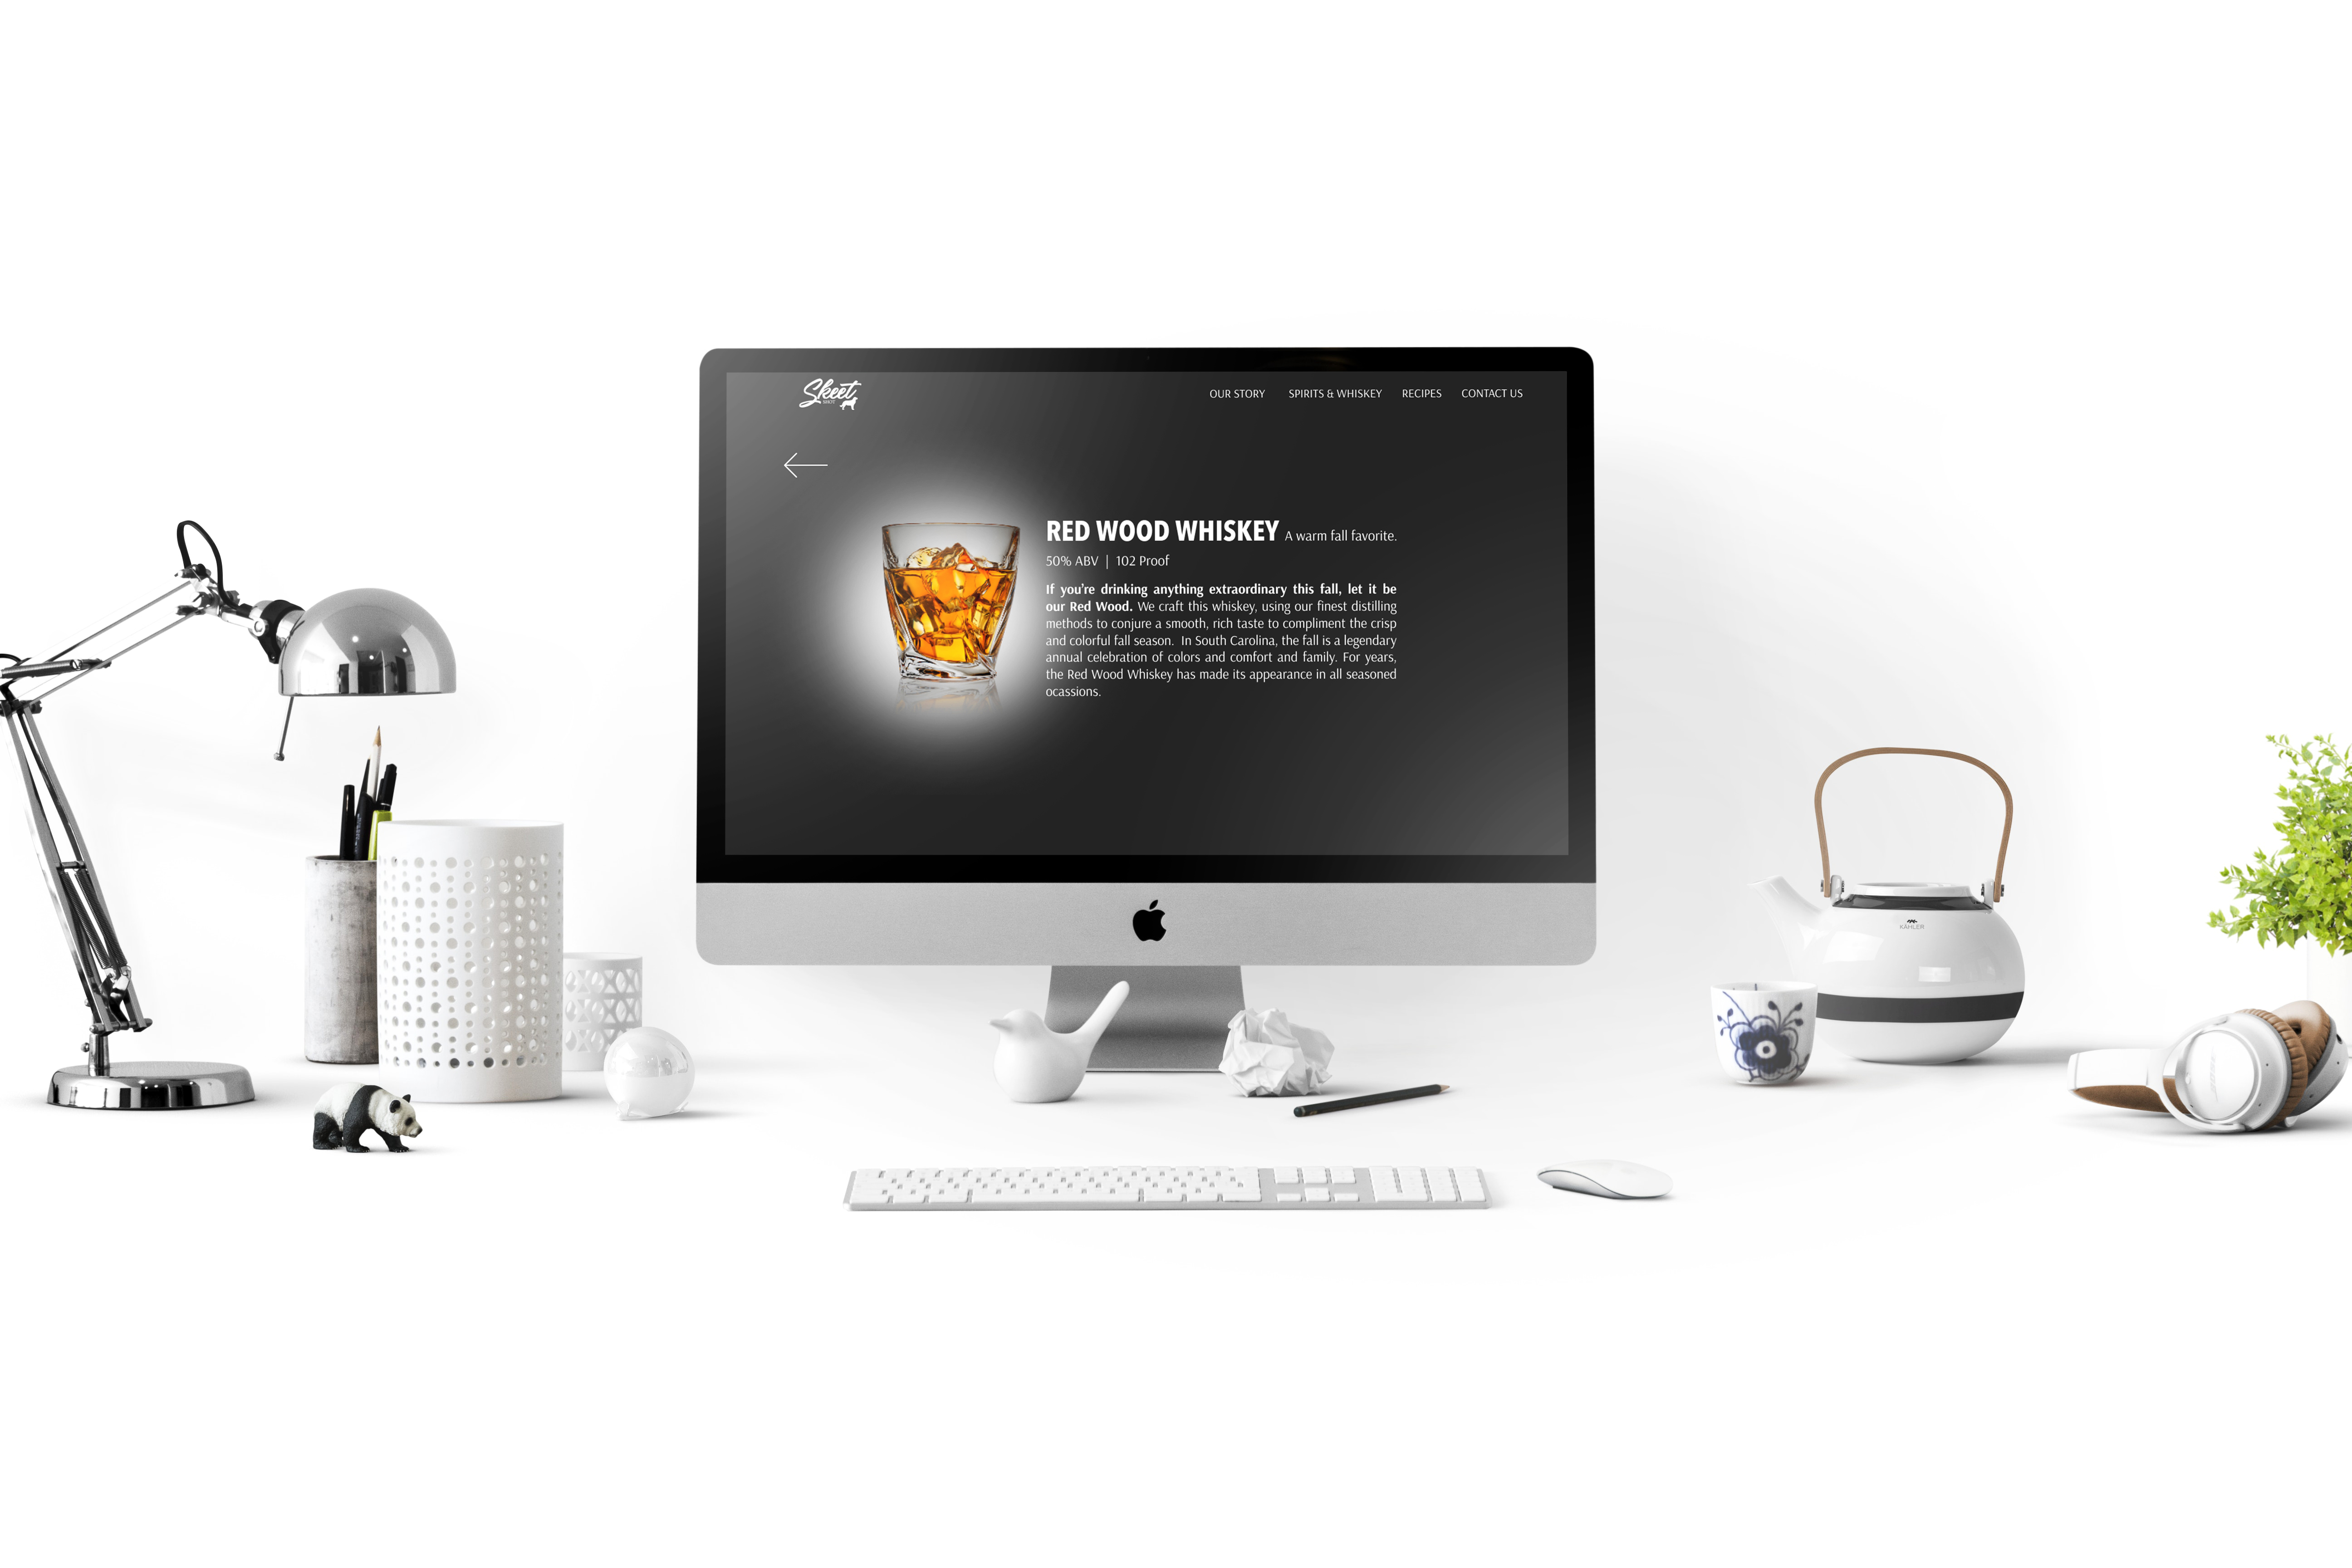 Skeet
OUR STORY SPIRITS & WHISKEY RECIPES CONTACT US
RED WOOD WHISKEY A warm fall favorite.
50% ABV | 102 Proof
If you're drinking anything extraordinary this fall, let it be
our Red Wood. We craft this whiskey, using our finest distilling
methods to conjure a smooth, rich taste to compliment the crisp
and colorful fall season. In South Carolina, the fall is a legendary
annual celebration of colors and comfort and family. For years,
the Red Wood Whiskey has made its appearance in all seasoned
ocassions.
KÄHLER